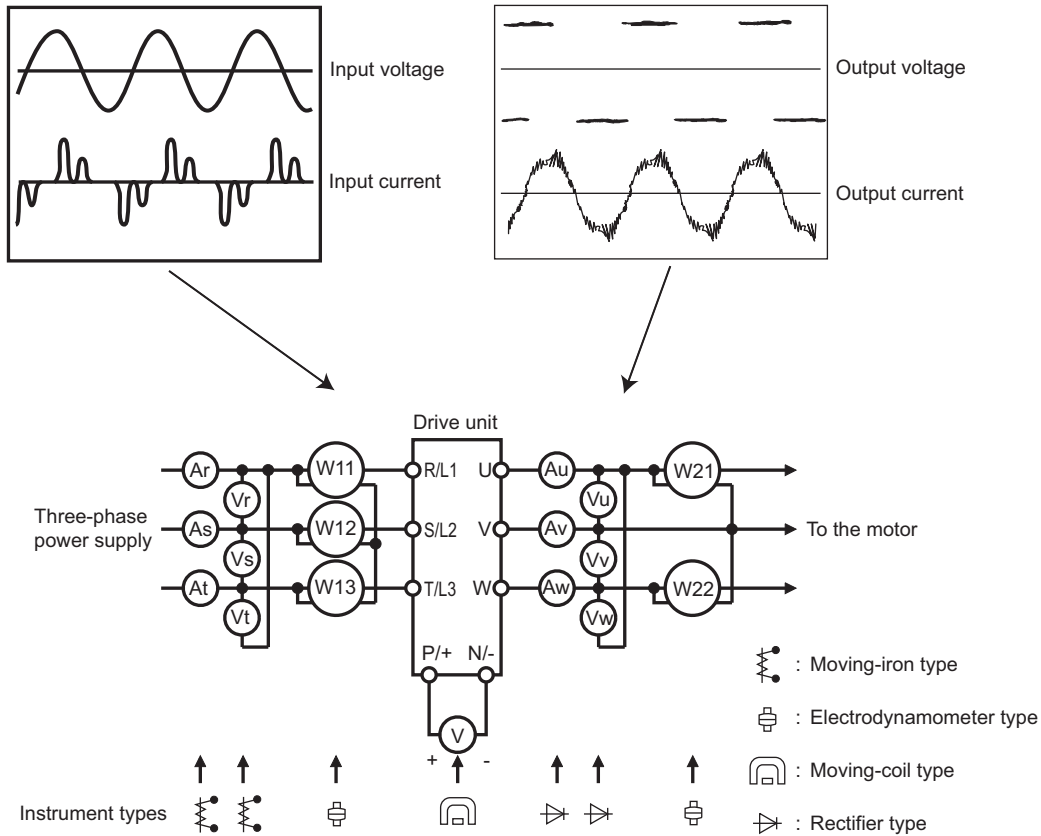 Input voltage
Input current
Output voltage
Output current
Drive unit
Three-phase
power supply
Ar
As
At
Vr
Vs
Vt
W11
W12
W13
R/L1
S/L2
T/L3
U
V
W
P/+ N/-
V
+ -
Au
Av
Aw
Vu
Vv
Vw
W21
W22
To the motor
: Moving-iron type
: Electrodynamometer type
: Moving-coil type
: Rectifier type
Instrument types